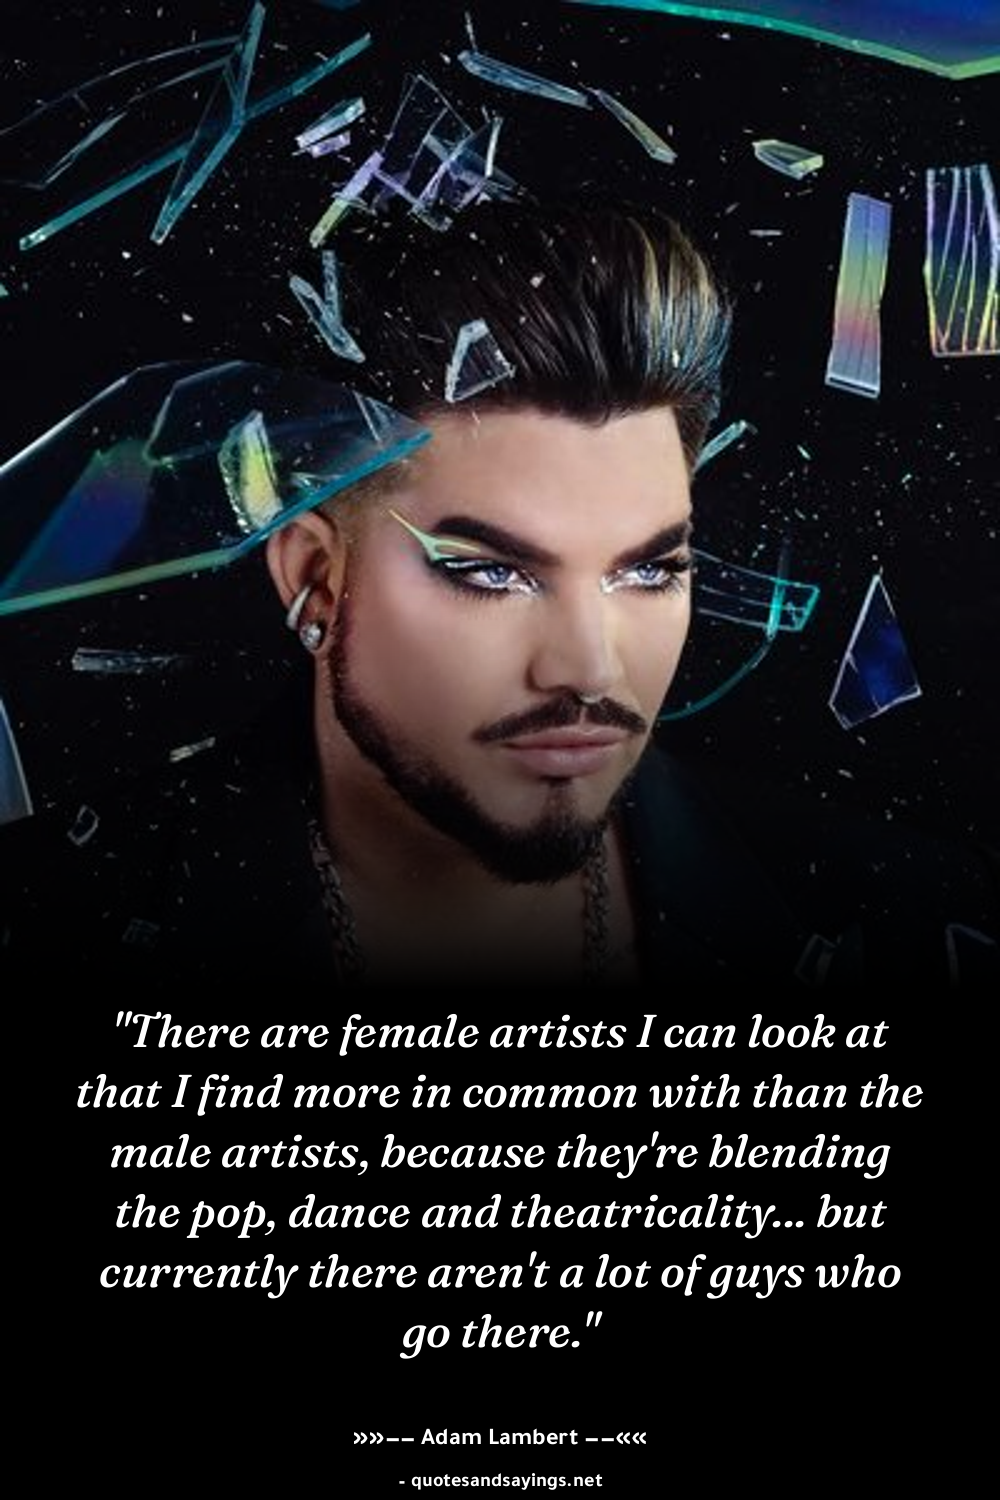 "There are female artists I can look at
that I find more in common with than the
male artists, because they're blending
the pop, dance and theatricality... but
currently there aren't a lot of guys who
go there."
»»–– Adam Lambert ––««
- quotesandsayings.net